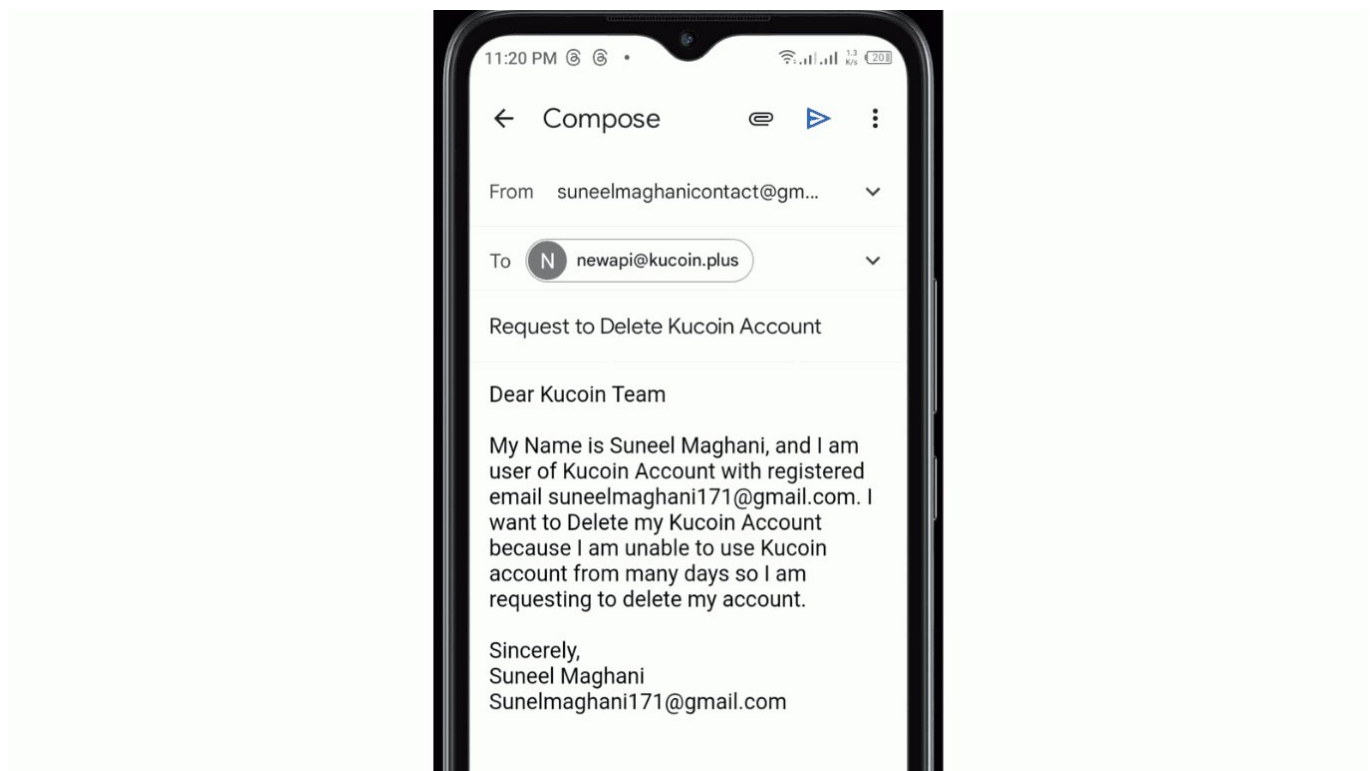 11:20 PM
1.3
K/s
20
Compose
From suneelmaghanicontact@gm...
To N newapi@kucoin.plus
Request to Delete Kucoin Account
Dear Kucoin Team
My Name is Suneel Maghani, and I am
user of Kucoin Account with registered
email suneelmaghani171@gmail.com. I
want to Delete my Kucoin Account
because I am unable to use Kucoin
account from many days so I am
requesting to delete my account.
Sincerely,
Suneel Maghani
Sunelmaghani171@gmail.com